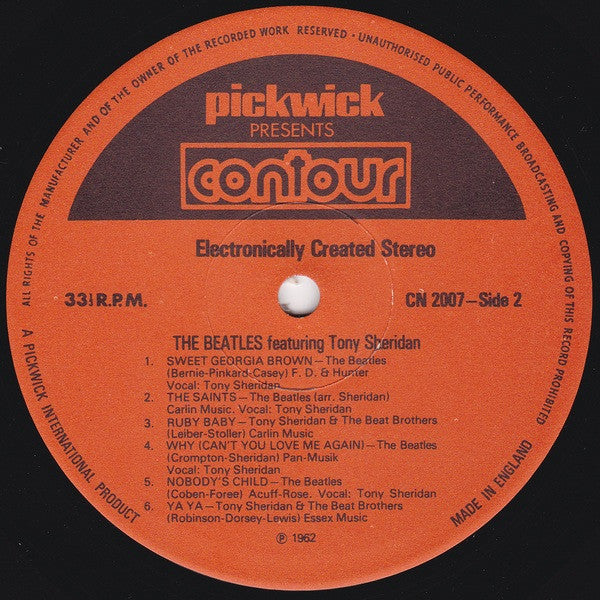 ALL RIGHTS OF THE MANUFACTURER AND OF THE OWNER OF THE RECORDED WORK RESERVED · UNAUTHORISED PUBLIC PERFORMANCE BROADCASTING AND COPYING OF THIS RECORD PROHIBITED
pickwick
PRESENTS
contour
Electronically Created Stereo
33⅓ R.P.M.
CN 2007—Side 2
THE BEATLES featuring Tony Sheridan
1. SWEET GEORGIA BROWN—The Beatles
(Bernie-Pinkard-Casey) F. D. & Hunter
Vocal: Tony Sheridan
2. THE SAINTS—The Beatles (arr. Sheridan)
Carlin Music. Vocal: Tony Sheridan
3. RUBY BABY—Tony Sheridan & The Beat Brothers
(Leiber-Stoller) Carlin Music
4. WHY (CAN'T YOU LOVE ME AGAIN)—The Beatles
(Crompton-Sheridan) Pan-Musik
Vocal: Tony Sheridan
5. NOBODY'S CHILD—The Beatles
(Coben-Foree) Acuff-Rose. Vocal: Tony Sheridan
6. YA YA—Tony Sheridan & The Beat Brothers
(Robinson-Dorsey-Lewis) Essex Music
℗ 1962
A PICKWICK INTERNATIONAL PRODUCT
MADE IN ENGLAND